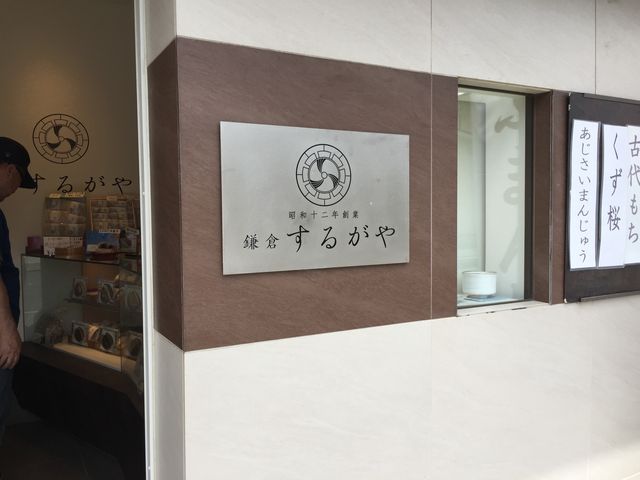 するがや
昭和十二年創業
鎌倉するがや
あじさいまんじゅう
くず桜
古代もち